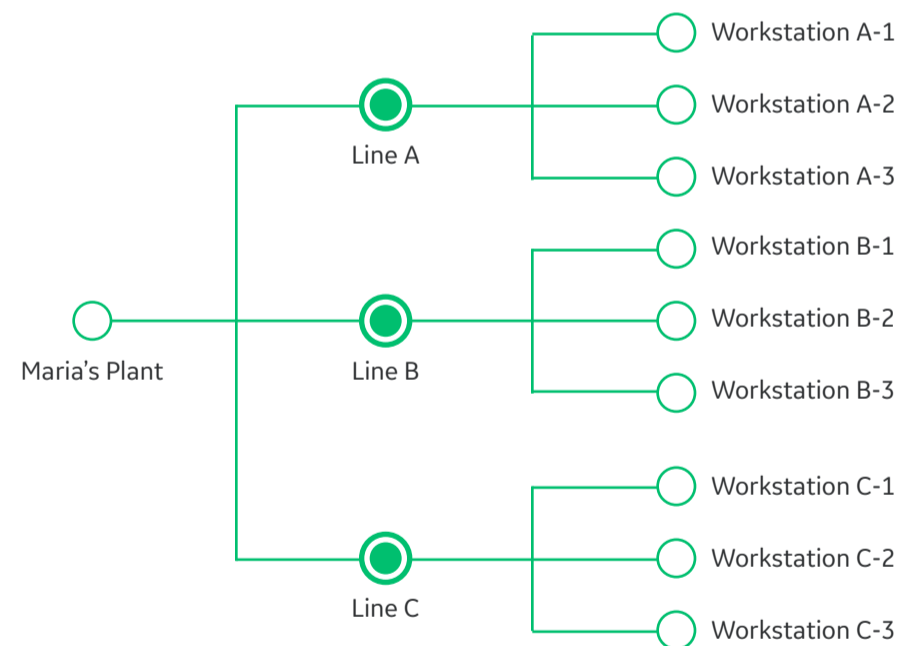 Workstation A-1
Workstation A-2
Line A
Workstation A-3
Workstation B-1
Workstation B-2
Maria’s Plant
Line B
Workstation B-3
Workstation C-1
Workstation C-2
Line C
Workstation C-3